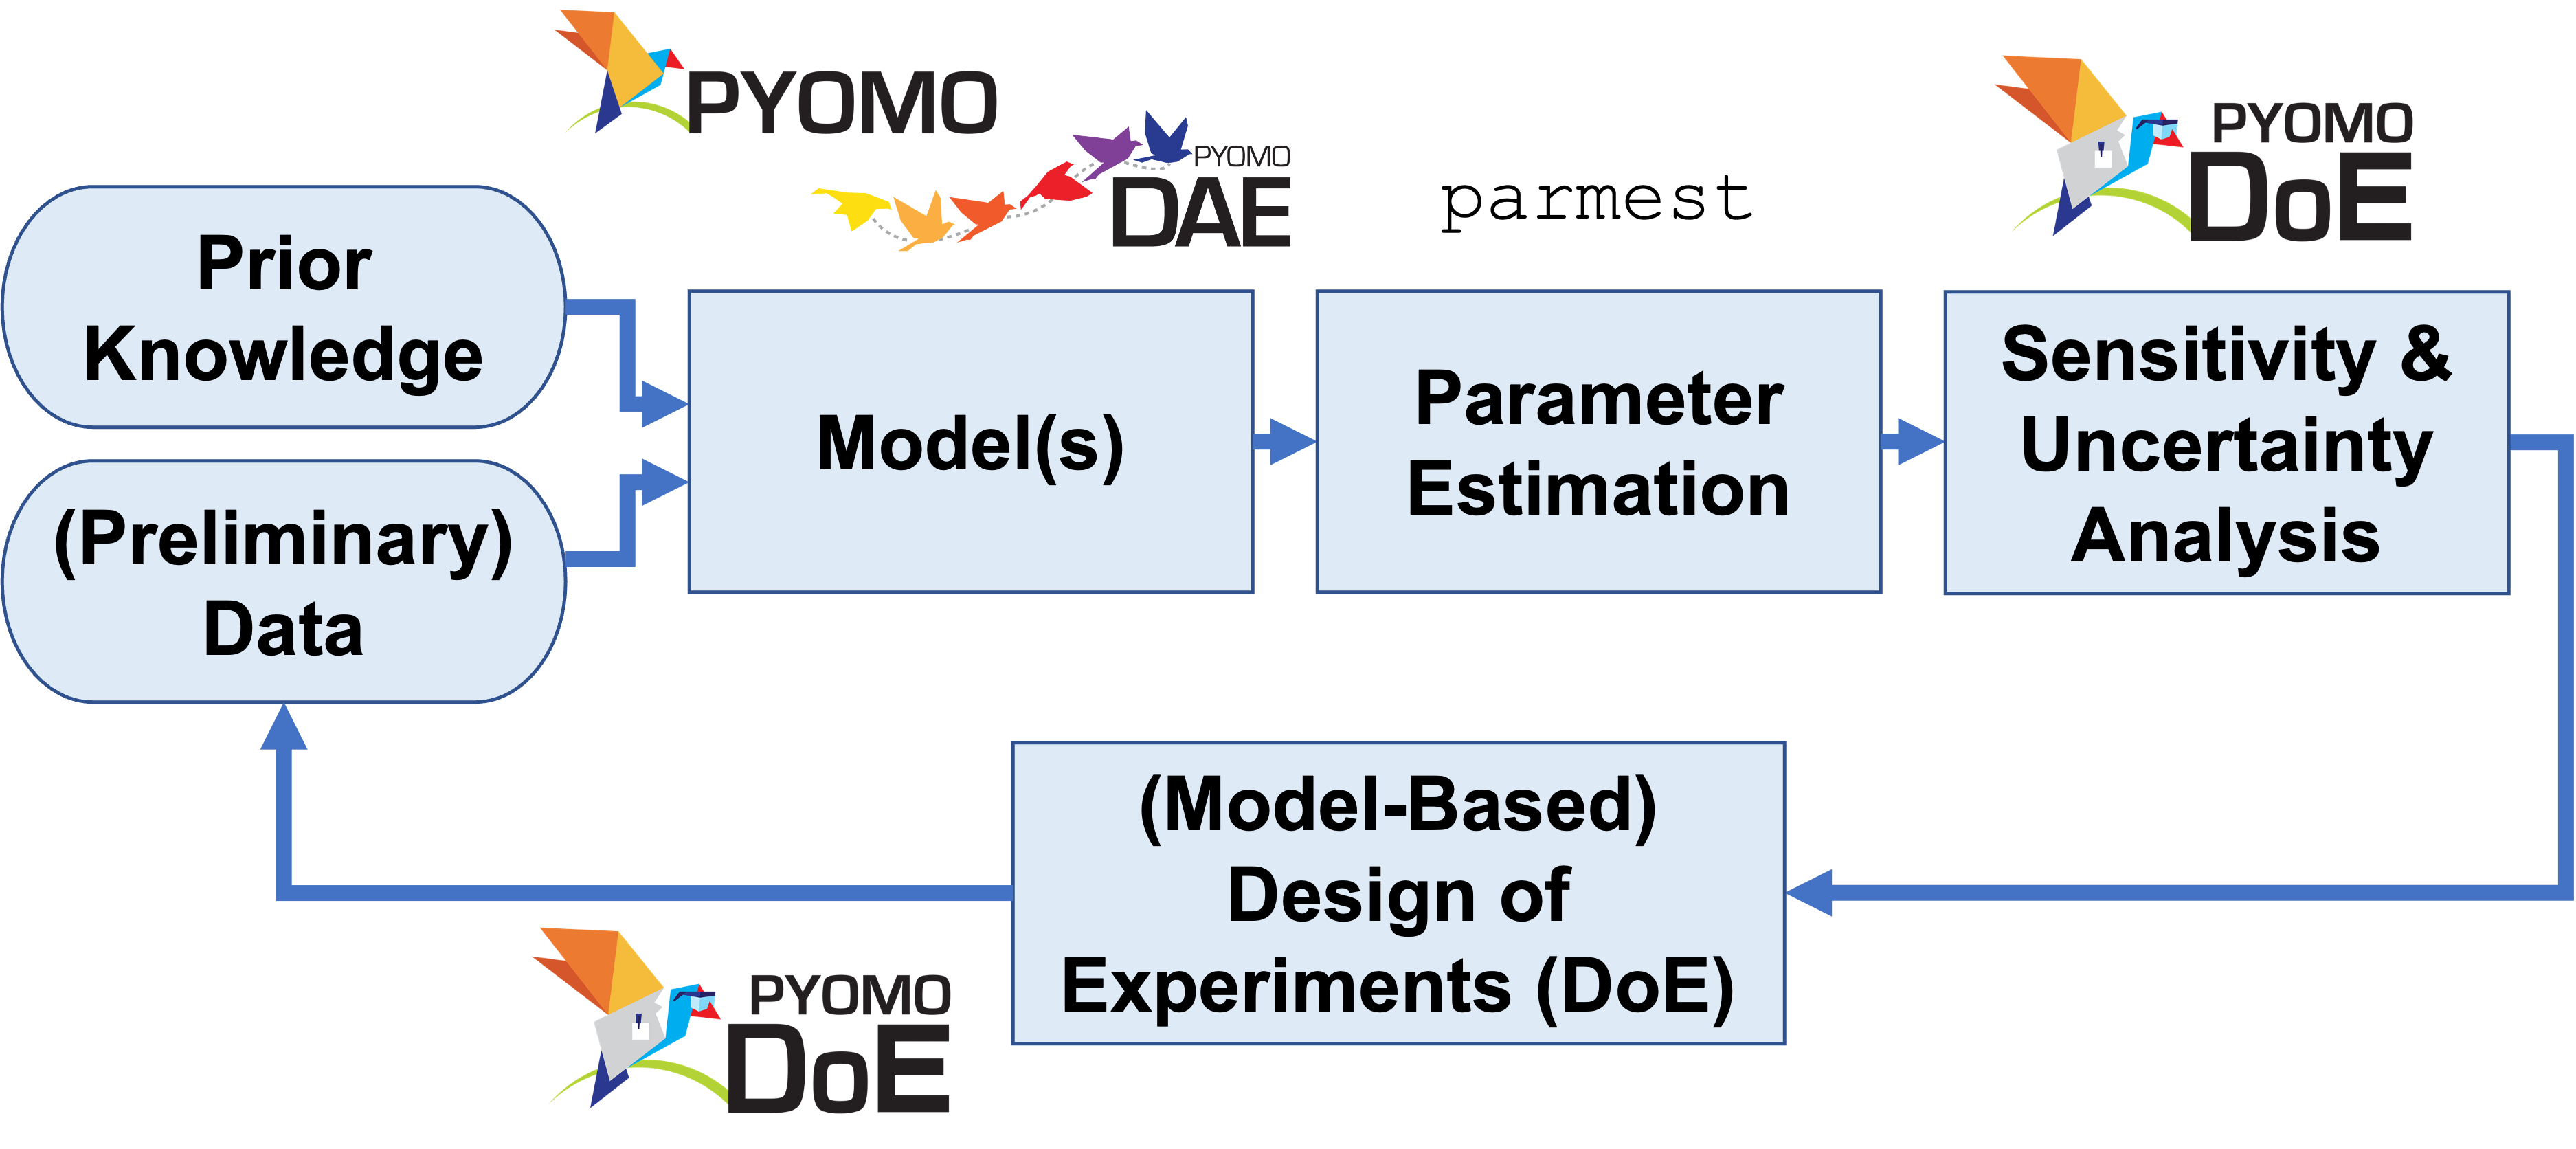 PYOMO
PYOMO
DAE
parmest
PYOMO
DoE
Prior
Knowledge
(Preliminary)
Data
Model(s)
Parameter
Estimation
Sensitivity &
Uncertainty
Analysis
(Model-Based)
Design of
Experiments (DoE)
PYOMO
DoE